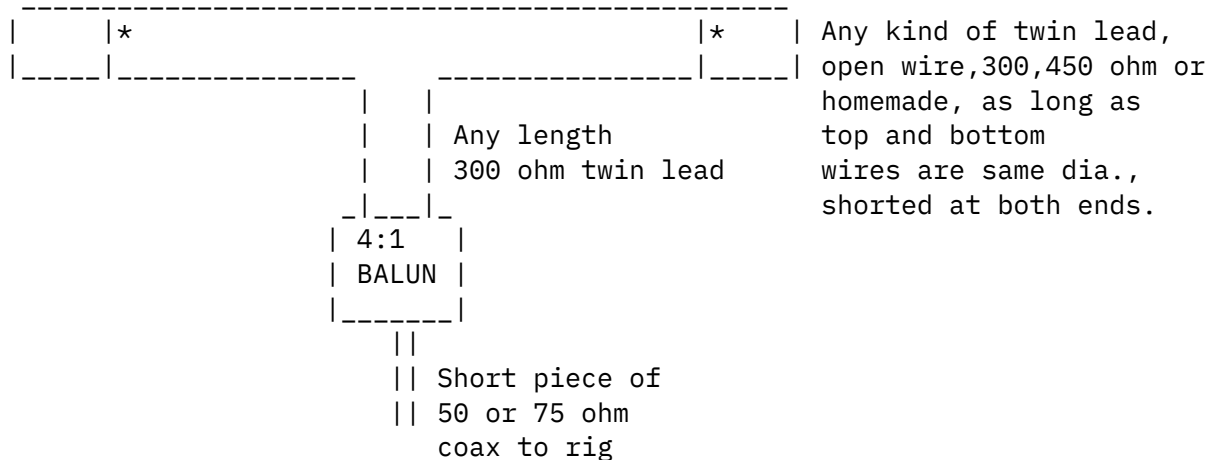 * * Any kind of twin lead,
open wire,300,450 ohm or
homemade, as long as
Any length top and bottom
300 ohm twin lead wires are same dia.,
shorted at both ends.
4:1
BALUN
Short piece of
50 or 75 ohm
coax to rig